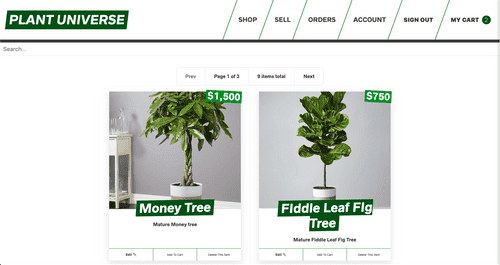 PLANT UNIVERSE
SHOP
SELL
ORDERS
ACCOUNT
SIGN OUT
MY CART 2
Search...
Prev
Page 1 of 3
9 items total
Next
$1,500
$750
Money Tree
Mature Money tree
Edit ✏️
Add To Cart
Delete This Item
Fiddle Leaf Fig
Tree
Mature Fiddle Leaf Fig Tree
Edit ✏️
Add To Cart
Delete This Item